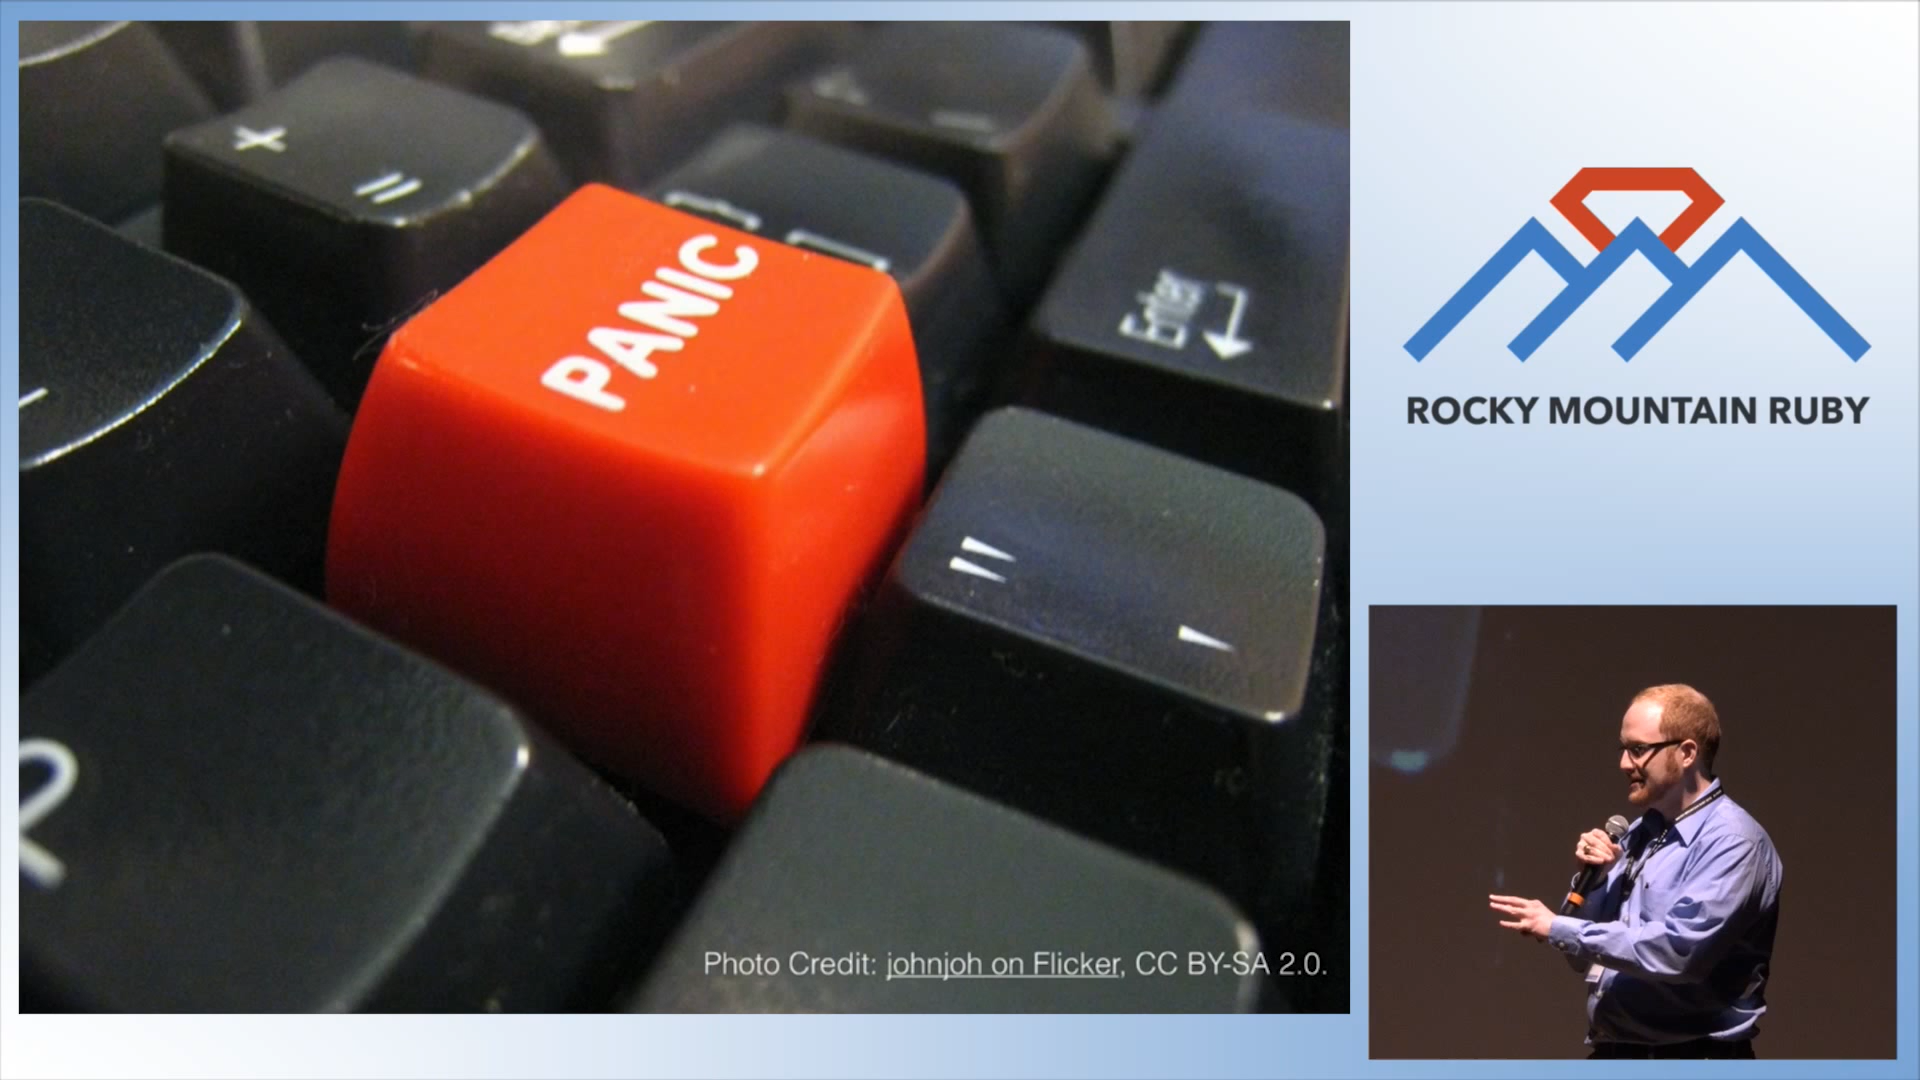 +
=
PANIC
Enter
"
'
P
ROCKY MOUNTAIN RUBY
Photo Credit: johnjoh on Flicker, CC BY-SA 2.0.